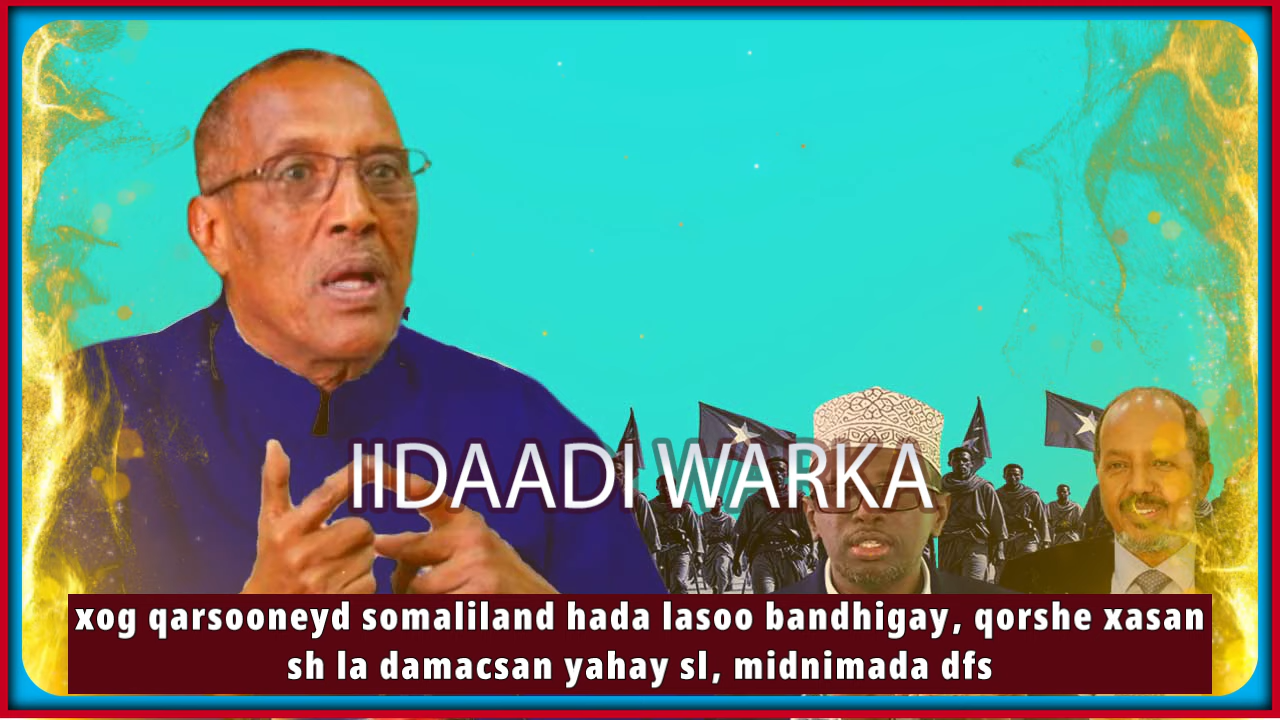 IIDAADI WARKA
xog qarsooneyd somaliland hada lasoo bandhigay, qorshe xasan
sh la damacsan yahay sl, midnimada dfs